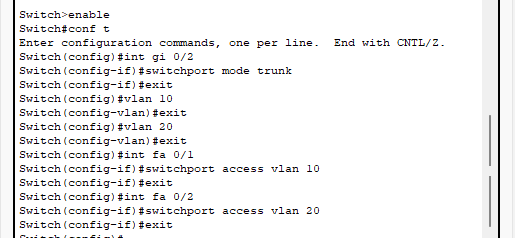 Switch>enable
Switch#conf t
Enter configuration commands, one per line.  End with CNTL/Z.
Switch(config)#int gi 0/2
Switch(config-if)#switchport mode trunk
Switch(config-if)#exit
Switch(config)#vlan 10
Switch(config-vlan)#exit
Switch(config)#vlan 20
Switch(config-vlan)#exit
Switch(config)#int fa 0/1
Switch(config-if)#switchport access vlan 10
Switch(config-if)#exit
Switch(config)#int fa 0/2
Switch(config-if)#switchport access vlan 20
Switch(config-if)#exit
Switch(config)#